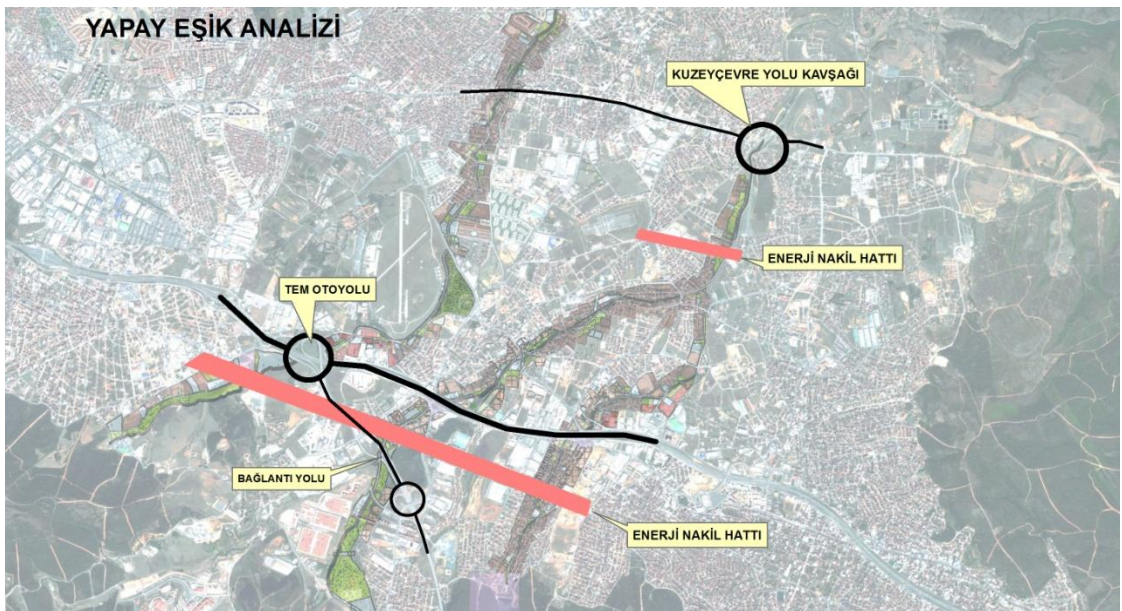 YAPAY EŞİK ANALİZİ
KUZEYÇEVRE YOLU KAVŞAĞI
ENERJİ NAKİL HATTI
TEM OTOYOLU
BAĞLANTI YOLU
ENERJİ NAKİL HATTI